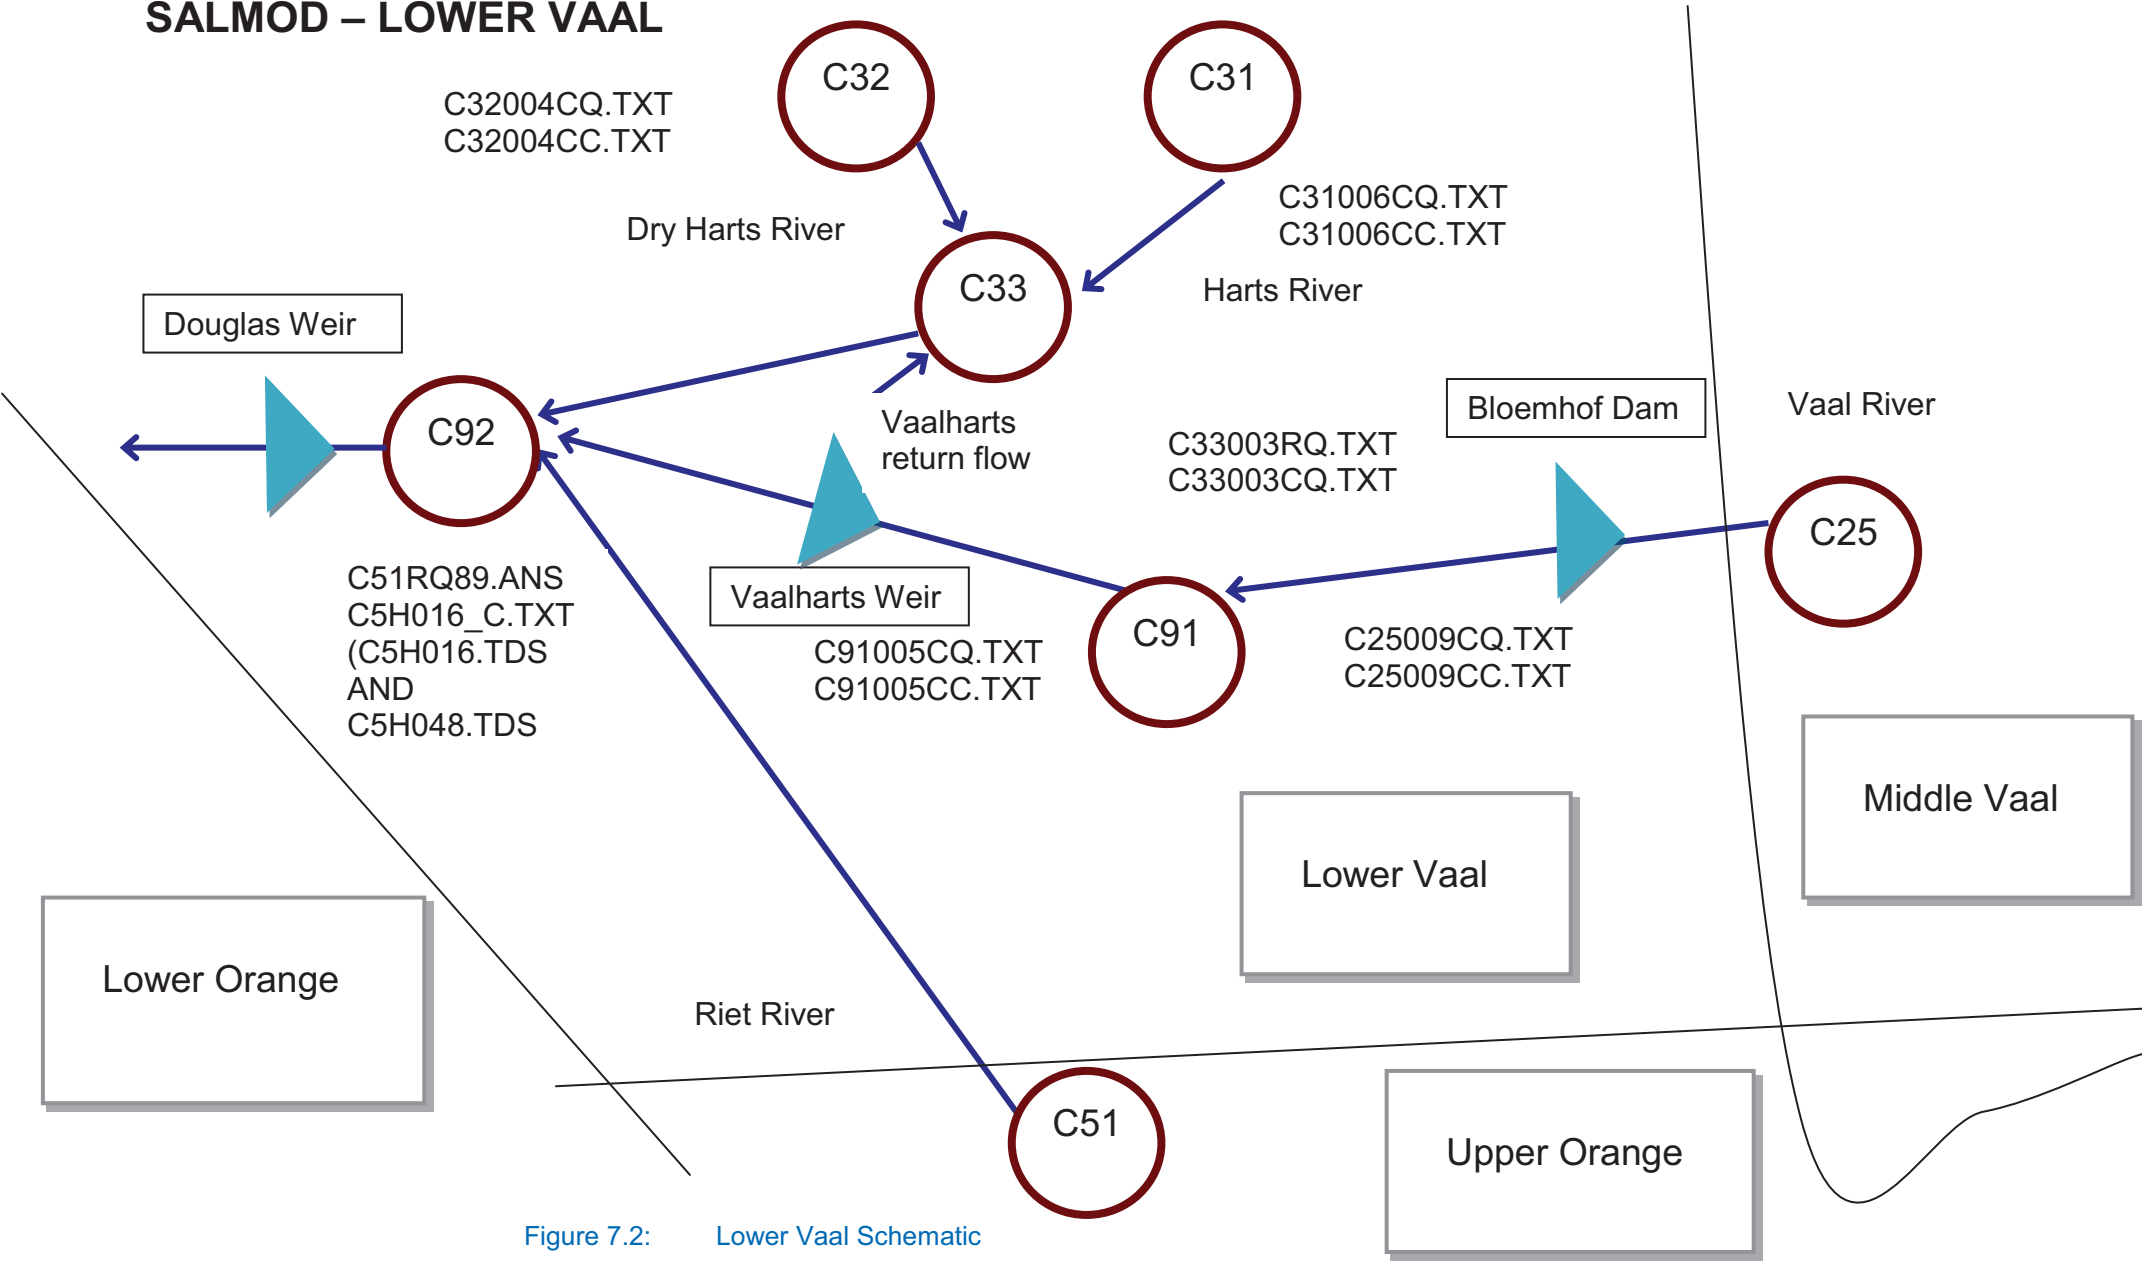 SALMOD – LOWER VAAL
C32
C31
C32004CQ.TXT
C32004CC.TXT
C31006CQ.TXT
C31006CC.TXT
Dry Harts River
C33
Harts River
Douglas Weir
Bloemhof Dam
Vaal River
C92
Vaalharts
return flow
C33003RQ.TXT
C33003CQ.TXT
C25
C51RQ89.ANS
C5H016_C.TXT
(C5H016.TDS
AND
C5H048.TDS
Vaalharts Weir
C91005CQ.TXT
C91005CC.TXT
C91
C25009CQ.TXT
C25009CC.TXT
Middle Vaal
Lower Vaal
Lower Orange
Riet River
C51
Upper Orange
Figure 7.2: Lower Vaal Schematic